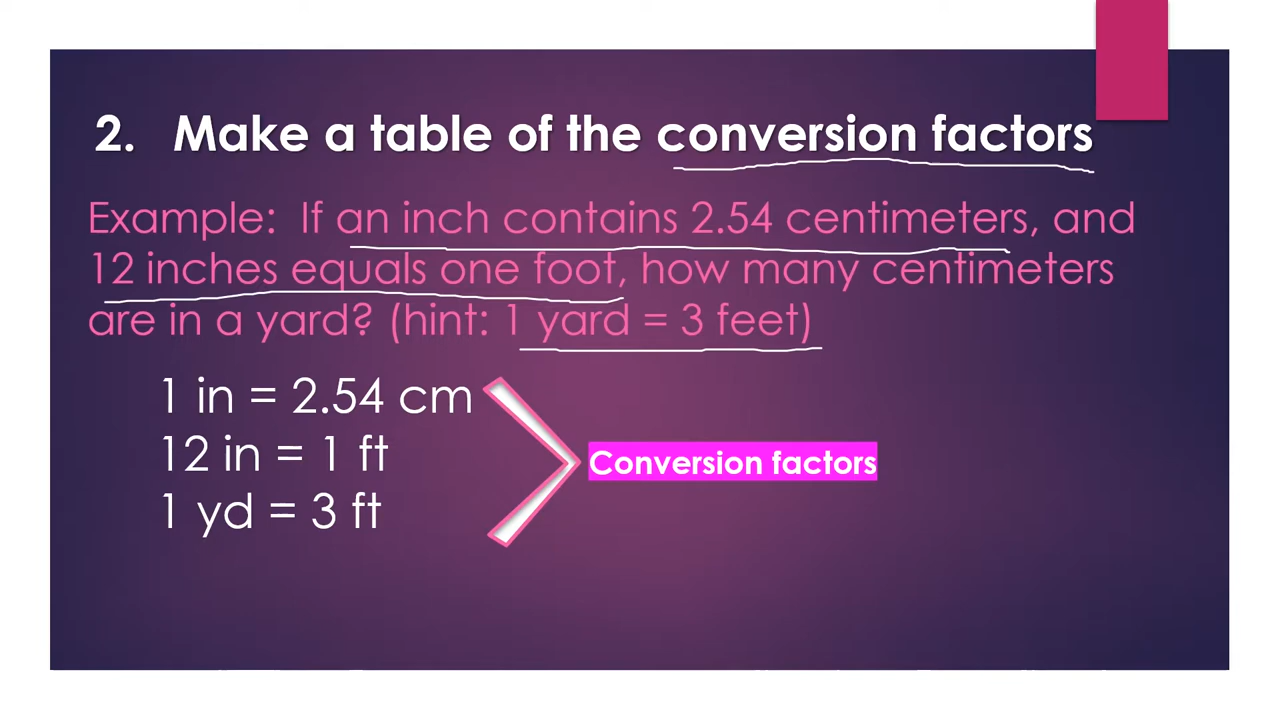 2. Make a table of the conversion factors
Example: If an inch contains 2.54 centimeters, and
12 inches equals one foot, how many centimeters
are in a yard? (hint: 1 yard = 3 feet)
1 in = 2.54 cm
12 in = 1 ft
1 yd = 3 ft
Conversion factors